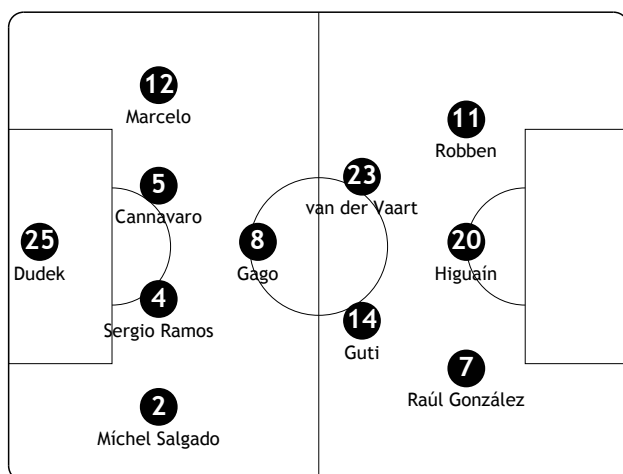 12
Marcelo
11
Robben
5
Cannavaro
23
van der Vaart
25
Dudek
8
Gago
20
Higuaín
4
Sergio Ramos
14
Guti
7
Raúl González
2
Míchel Salgado